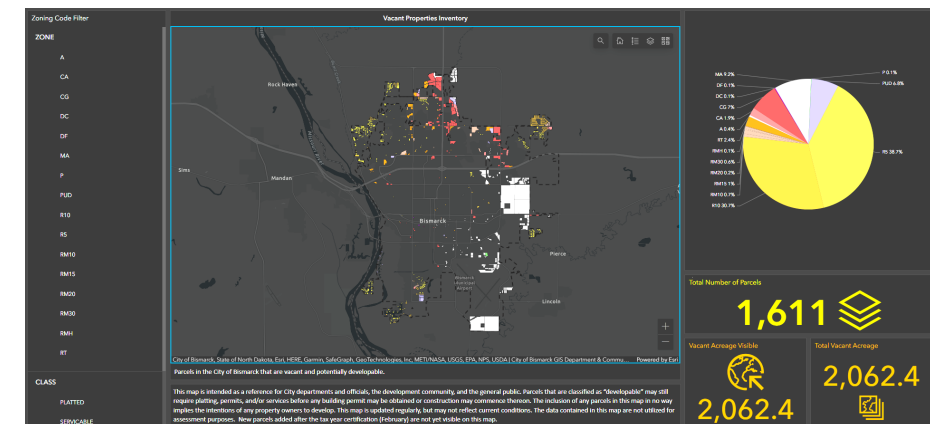 Zoning Code Filter
ZONE
A
CA
CG
DC
DF
MA
P
PUD
R10
R5
RM10
RM15
RM20
RM30
RMH
RT
CLASS
PLATTED
SERVICABLE
Vacant Properties Inventory
Rock Haven
Sims
Mandan
Bismarck
Bismarck
Municipal
Airport
Pierce
Lincoln
City of Bismarck, State of North Dakota, Esri, HERE, Garmin, SafeGraph, GeoTechnologies, Inc, METI/NASA, USGS, EPA, NPS, USDA | City of Bismarck GIS Department & Commu... Powered by Esri
Parcels in the City of Bismarck that are vacant and potentially developable.
This map is intended as a reference for City departments and officials, the development community, and the general public. Parcels that are classified as "developable" may still
require platting, permits, and/or services before any building permit may be obtained or construction may commence thereon. The inclusion of any parcels in this map in no way
implies the intentions of any property owners to develop. This map is updated regularly, but may not reflect current conditions. The data contained in this map are not utilized for
assessment purposes. New parcels added after the tax year certification (February) are not yet visible on this map.
MA 9.2%
DF 0.1%
DC 0.1%
CG 7%
CA 1.9%
A 0.4%
RT 2.4%
RMH 0.1%
RM30 0.6%
RM20 0.2%
RM15 1%
RM10 0.7%
R10 30.7%
P 0.1%
PUD 6.8%
R5 38.7%
Total Number of Parcels
1,611
Vacant Acreage Visible
2,062.4
Total Vacant Acreage
2,062.4